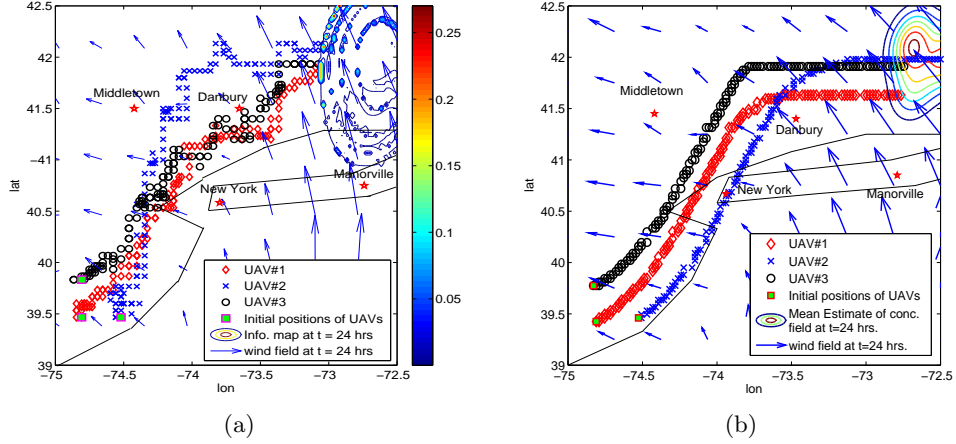 42.5
42
41.5
41
40.5
40
39.5
39
lat
−75
−74.5
−74
−73.5
−73
−72.5
lon
Middletown
Danbury
New York
Manorville
UAV#1
UAV#2
UAV#3
Initial positions of UAVs
Info. map at t = 24 hrs
wind field at t = 24 hrs
0.25
0.2
0.15
0.1
0.05
(a)
42.5
42
41.5
41
40.5
40
39.5
39
lat
−75
−74.5
−74
−73.5
−73
−72.5
lon
Middletown
Danbury
New York
Manorville
UAV#1
UAV#2
UAV#3
Initial positions of UAVs
Mean Estimate of conc.
field at t=24 hrs.
wind field at t=24 hrs.
(b)